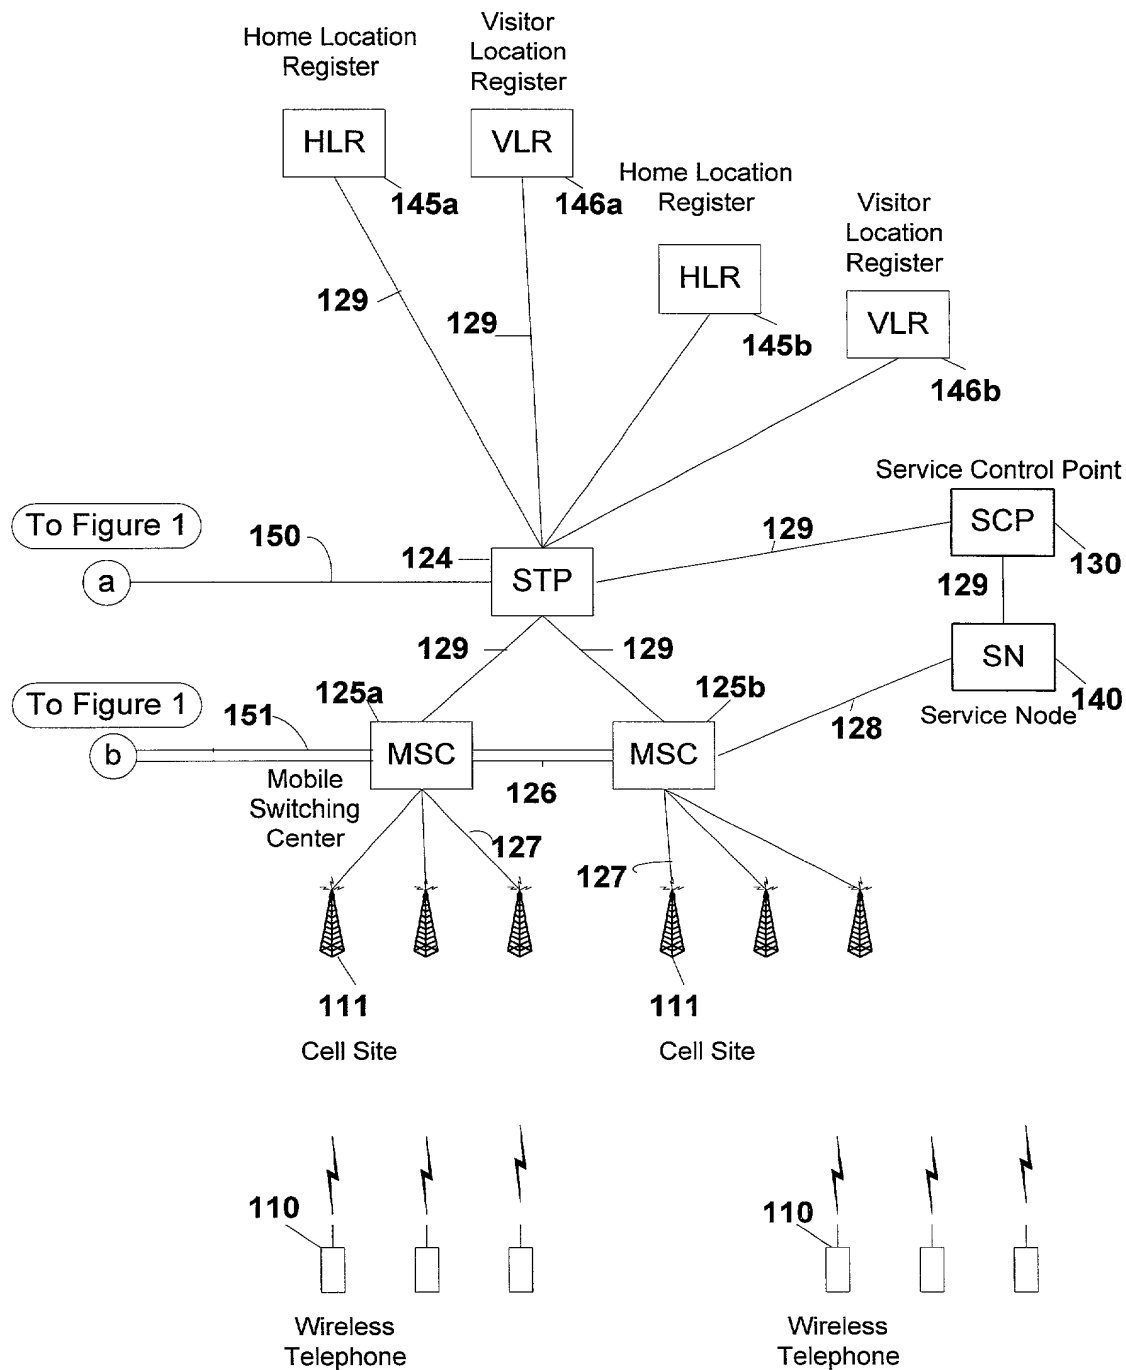 Home Location
Register
Visitor
Location
Register
HLR
VLR
145a
146a
Home Location
Register
Visitor
Location
Register
HLR
VLR
145b
146b
129
129
Service Control Point
SCP
130
To Figure 1
a
150
124
STP
129
129
SN
140
Service Node
129
129
To Figure 1
b
151
125a
MSC
Mobile
Switching
Center
126
125b
MSC
128
127
127
111
Cell Site
111
Cell Site
110
Wireless
Telephone
110
Wireless
Telephone